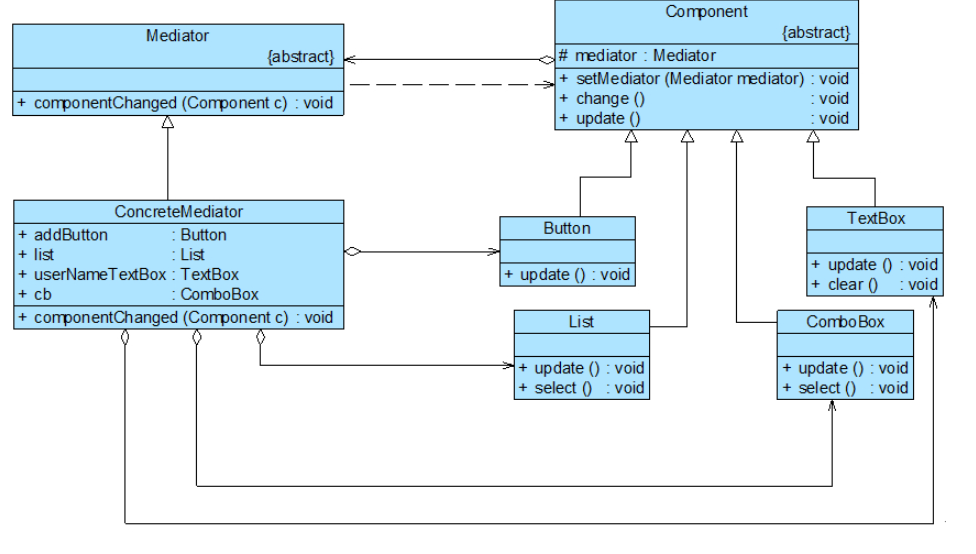 Mediator
{abstract}
+ componentChanged (Component c) : void
Component
{abstract}
# mediator : Mediator
+ setMediator (Mediator mediator) : void
+ change () : void
+ update () : void
ConcreteMediator
+ addButton : Button
+ list : List
+ userNameTextBox : TextBox
+ cb : ComboBox
+ componentChanged (Component c) : void
Button
+ update () : void
TextBox
+ update () : void
+ clear () : void
List
+ update () : void
+ select () : void
ComboBox
+ update () : void
+ select () : void